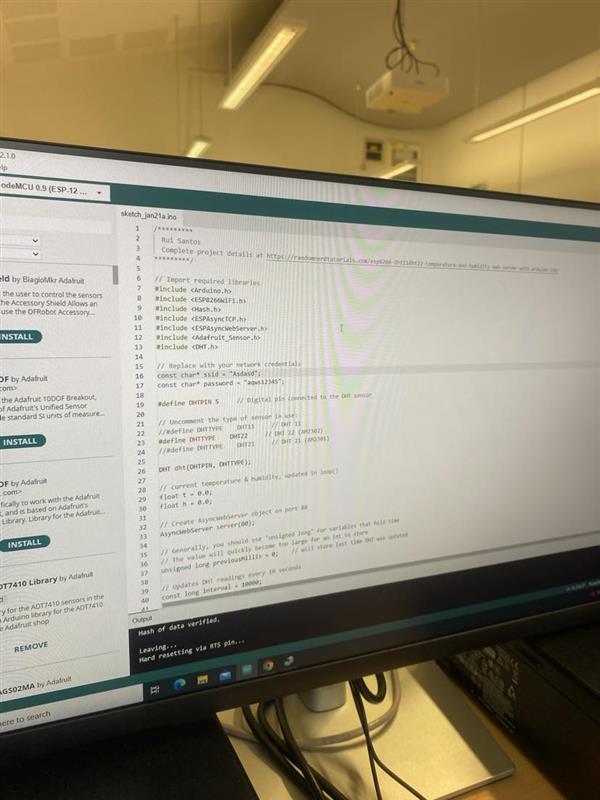 2.1.0
elp
odeMCU 0.9 (ESP-12 ...
eld by BiagioMkr Adafruit
the user to control the sensors
he Accessory Shield Allows an
use the DFRobot Accessory...
INSTALL
OF by Adafruit
com>
the Adafruit 10DOF Breakout,
of Adafruit's Unified Sensor
le standard SI units of measure...
INSTALL
OF by Adafruit
t.com>
ifically to work with the Adafruit
t, and is based on Adafruit's
Library. Library for the Adafruit...
INSTALL
DT7410 Library by Adafruit
ry for the ADT7410 sensors in the
n Arduino library for the ADT7410
e Adafruit shop
REMOVE
AGS02MA by Adafruit
here to search
sketch_jan21a.ino
1 /*********
2 Rui Santos
3 Complete project details at https://randomnerdtutorials.com/esp8266-dht11dht22-temperature-and-humidity-web-server-with-arduino-ide/
4 *********/
5
6 // Import required libraries
7 #include <Arduino.h>
8 #include <ESP8266WiFi.h>
9 #include <Hash.h>
10 #include <ESPAsyncTCP.h>
11 #include <ESPAsyncWebServer.h>
12 #include <Adafruit_Sensor.h>
13 #include <DHT.h>
14
15 // Replace with your network credentials
16 const char* ssid = "Asdasd";
17 const char* password = "aqws12345";
18
19 #define DHTPIN 5 // Digital pin connected to the DHT sensor
20
21 // Uncomment the type of sensor in use:
22 //#define DHTTYPE DHT11 // DHT 11
23 #define DHTTYPE DHT22 // DHT 22 (AM2302)
24 //#define DHTTYPE DHT21 // DHT 21 (AM2301)
25
26 DHT dht(DHTPIN, DHTTYPE);
27
28 // current temperature & humidity, updated in loop()
29 float t = 0.0;
30 float h = 0.0;
31
32 // Create AsyncWebServer object on port 80
33 AsyncWebServer server(80);
34
35 // Generally, you should use "unsigned long" for variables that hold time
36 // The value will quickly become too large for an int to store
37 unsigned long previousMillis = 0; // will store last time DHT was updated
38
39 // Updates DHT readings every 10 seconds
40 const long interval = 10000;
41
Output
Hash of data verified.
Leaving...
Hard resetting via RTS pin...